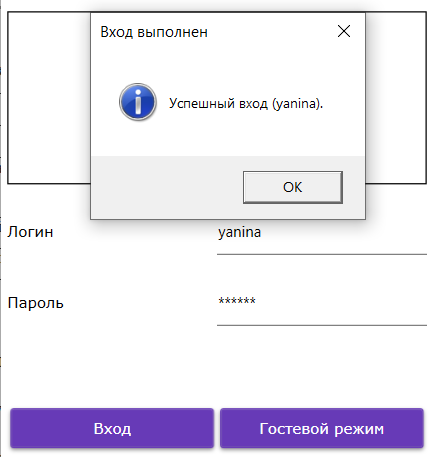 Вход выполнен
Успешный вход (yanina).
OK
Логин yanina
Пароль ******
Вход Гостевой режим